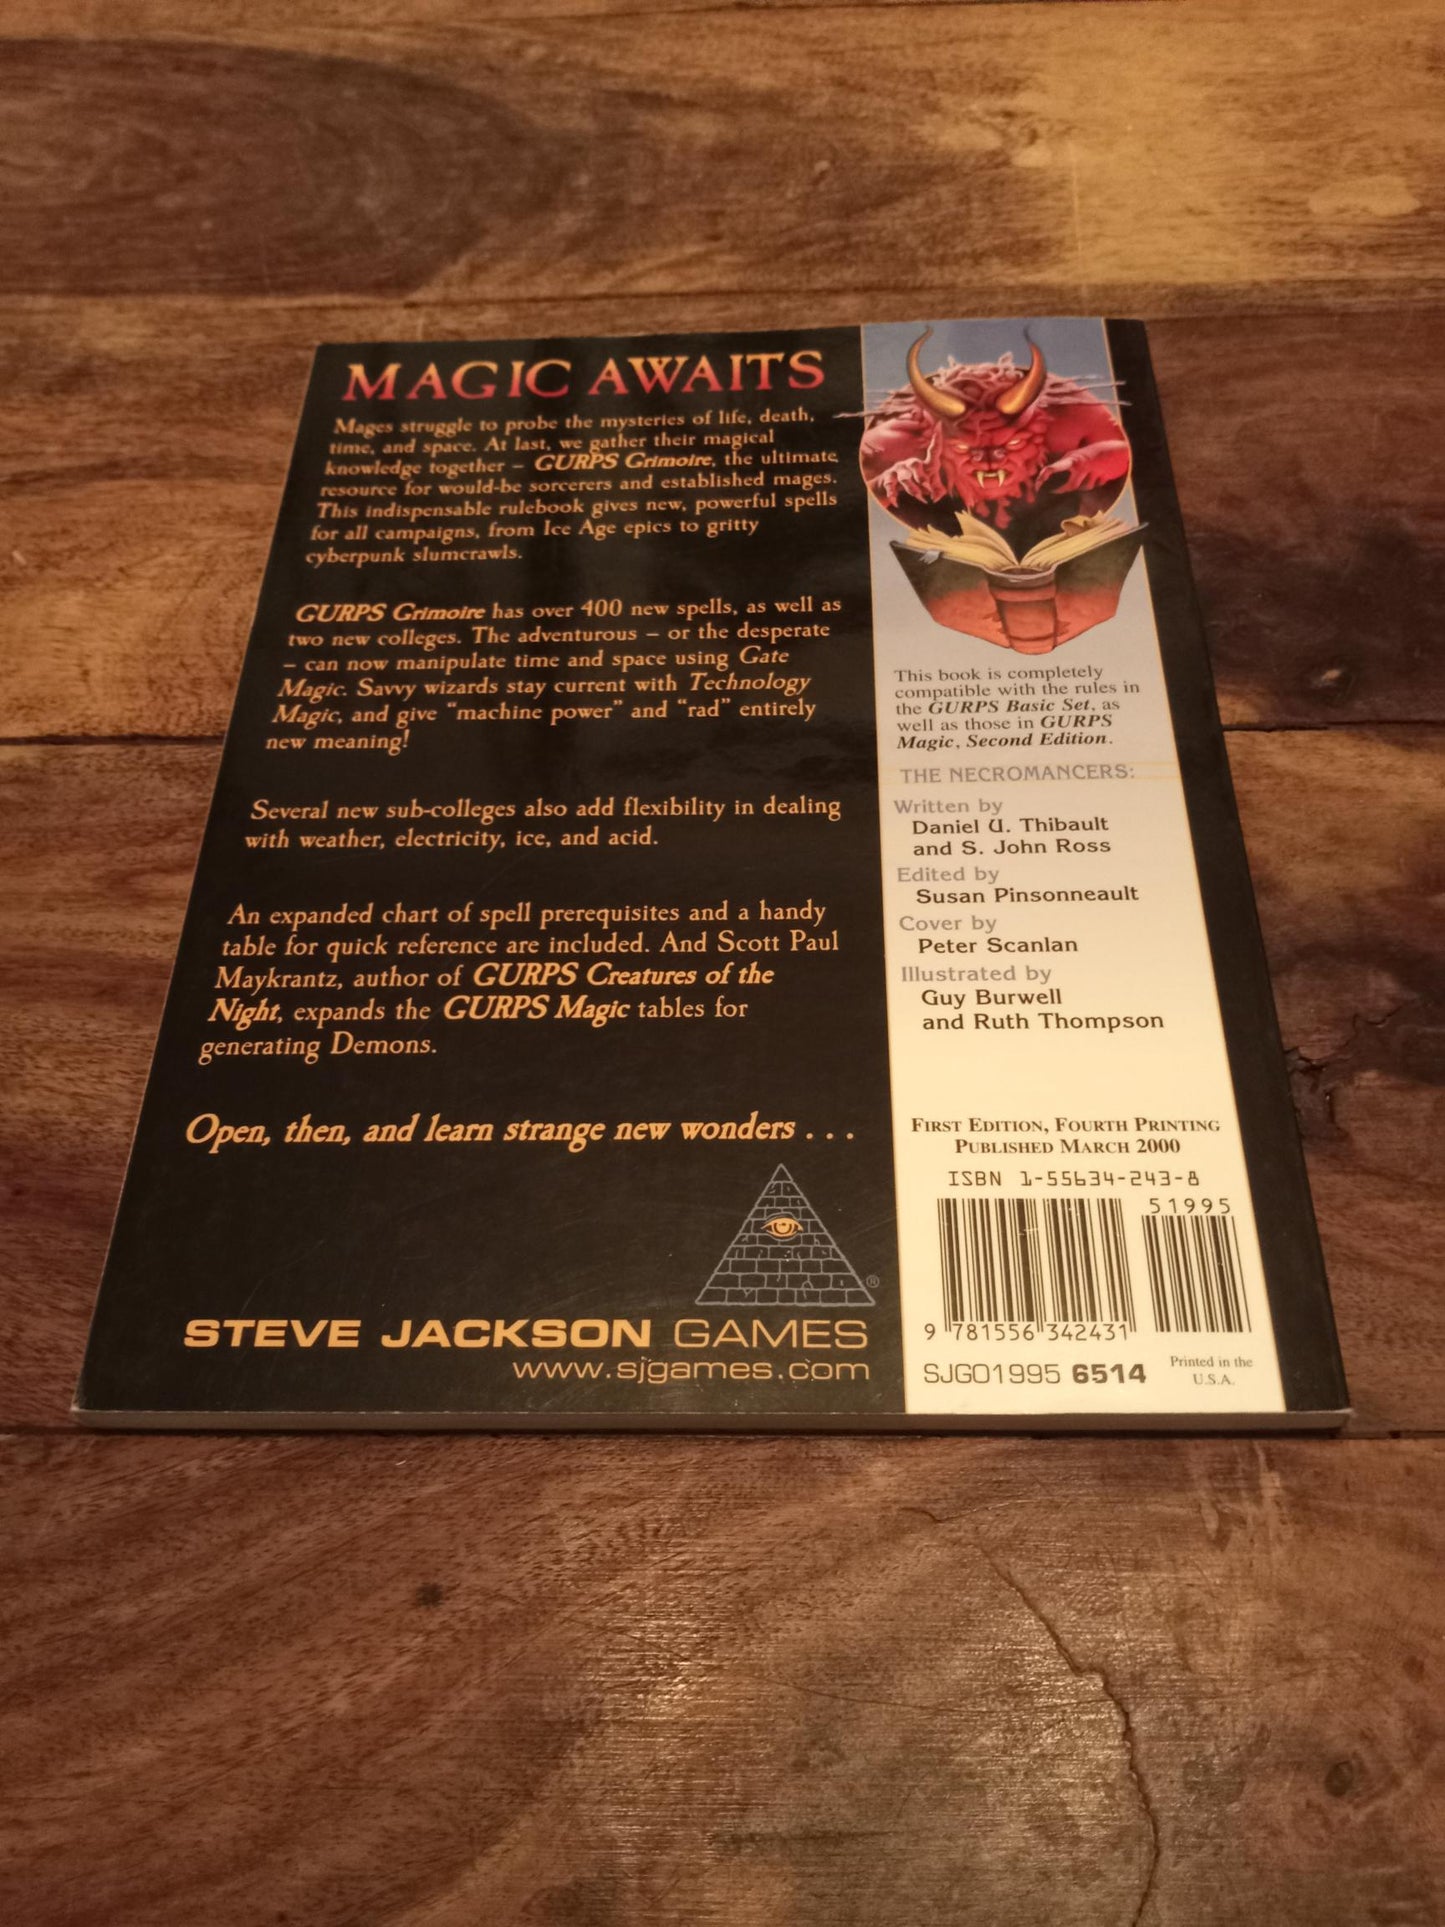 MAGIC AWAITS
Mages struggle to probe the mysteries of life, death,
time, and space. At last, we gather their magical
knowledge together – GURPS Grimoire, the ultimate
resource for would-be sorcerers and established mages.
This indispensable rulebook gives new, powerful spells
for all campaigns, from Ice Age epics to gritty
cyberpunk slumcrawls.
GURPS Grimoire has over 400 new spells, as well as
two new colleges. The adventurous – or the desperate
– can now manipulate time and space using Gate
Magic. Savvy wizards stay current with Technology
Magic, and give “machine power” and “rad” entirely
new meaning!
Several new sub-colleges also add flexibility in dealing
with weather, electricity, ice, and acid.
An expanded chart of spell prerequisites and a handy
table for quick reference are included. And Scott Paul
Maykrantz, author of GURPS Creatures of the
Night, expands the GURPS Magic tables for
generating Demons.
Open, then, and learn strange new wonders . . .
®
STEVE JACKSON GAMES
www.sjgames.com
This book is completely
compatible with the rules in
the GURPS Basic Set, as
well as those in GURPS
Magic, Second Edition.
THE NECROMANCERS:
Written by
Daniel U. Thibault
and S. John Ross
Edited by
Susan Pinsonneault
Cover by
Peter Scanlan
Illustrated by
Guy Burwell
and Ruth Thompson
FIRST EDITION, FOURTH PRINTING
PUBLISHED MARCH 2000
ISBN 1-55634-243-8
51995
9 781556 342431
SJG01995 6514
Printed in the
U.S.A.